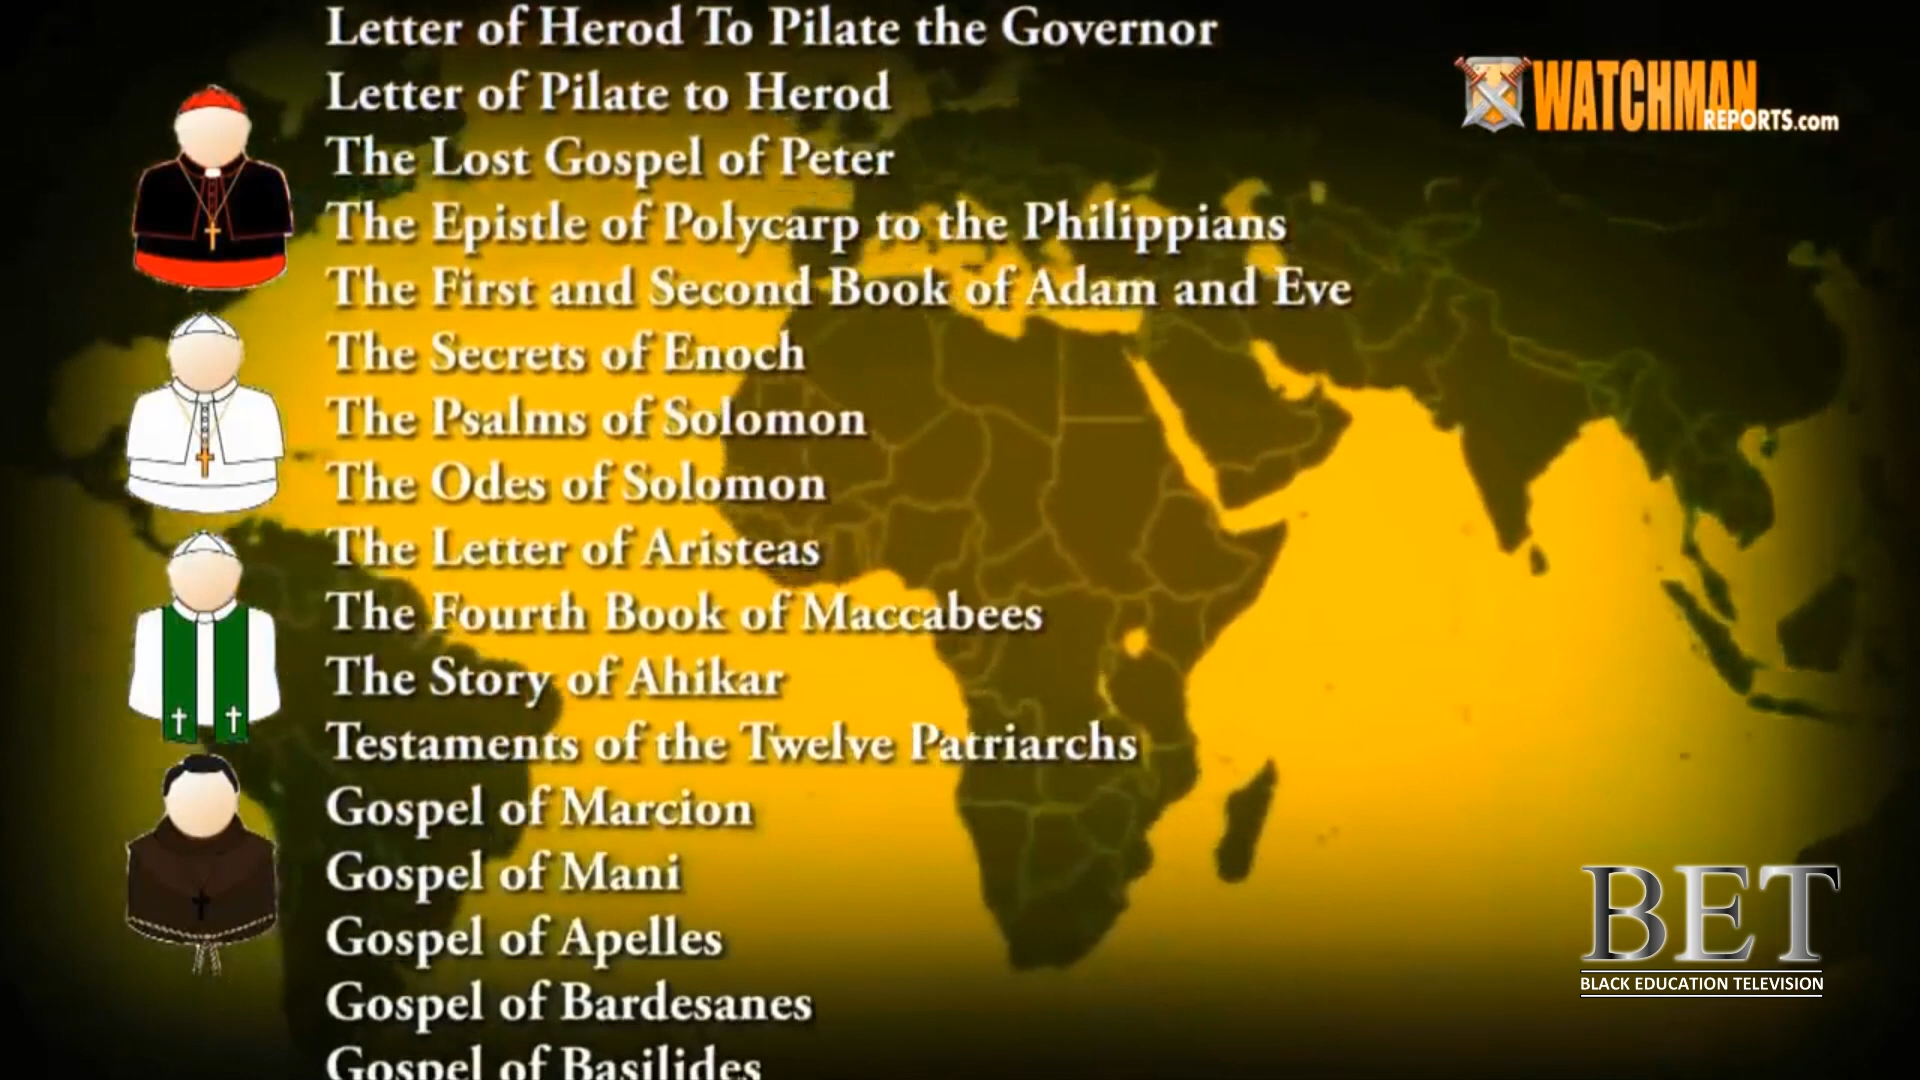 Letter of Herod To Pilate the Governor
Letter of Pilate to Herod
The Lost Gospel of Peter
The Epistle of Polycarp to the Philippians
The First and Second Book of Adam and Eve
The Secrets of Enoch
The Psalms of Solomon
The Odes of Solomon
The Letter of Aristeas
The Fourth Book of Maccabees
The Story of Ahikar
Testaments of the Twelve Patriarchs
Gospel of Marcion
Gospel of Mani
Gospel of Apelles
Gospel of Bardesanes
Gospel of Basilides
WATCHMAN
REPORTS.com
BET
BLACK EDUCATION TELEVISION